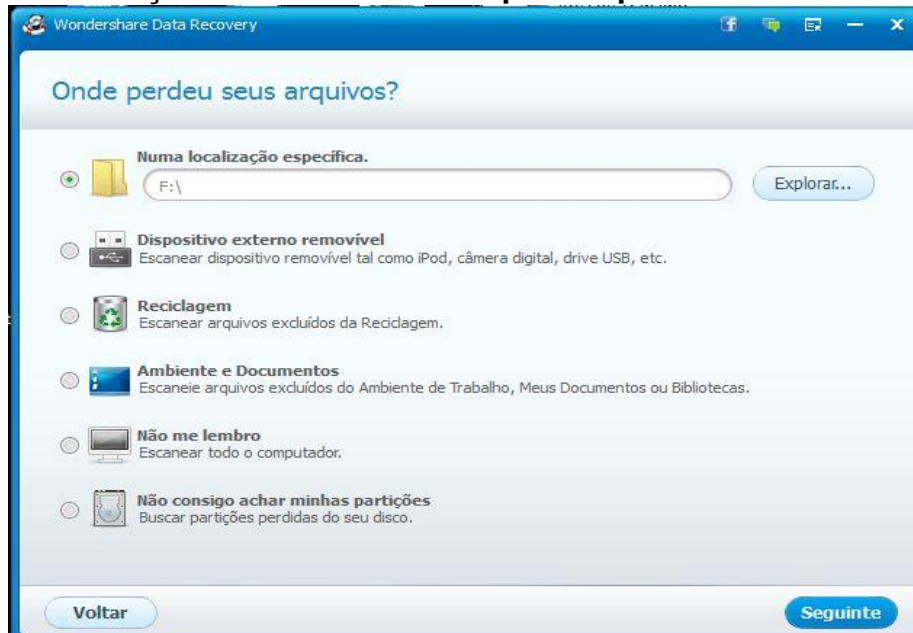 Wondershare Data Recovery
Onde perdeu seus arquivos?
Numa localização específica.
F:\
Explorar...
Dispositivo externo removível
Escanear dispositivo removível tal como iPod, câmera digital, drive USB, etc.
Reciclagem
Escanear arquivos excluídos da Reciclagem.
Ambiente e Documentos
Escaneie arquivos excluídos do Ambiente de Trabalho, Meus Documentos ou Bibliotecas.
Não me lembro
Escanear todo o computador.
Não consigo achar minhas partições
Buscar partições perdidas do seu disco.
Voltar
Seguinte